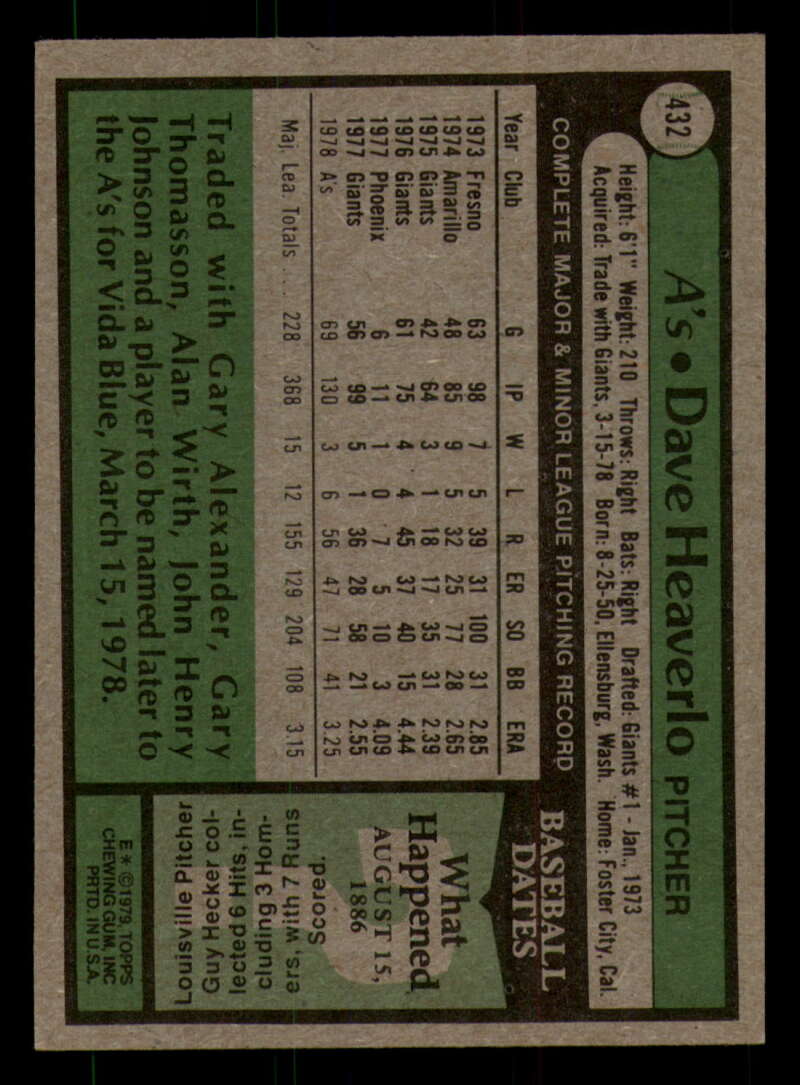 432
A's • Dave Heaverlo PITCHER
Height: 6'1" Weight: 210 Throws: Right Bats: Right Drafted: Giants #1 - Jan., 1973
Acquired: Trade with Giants, 3-15-78 Born: 8-25-50, Ellensburg, Wash. Home: Foster City, Cal.
COMPLETE MAJOR & MINOR LEAGUE PITCHING RECORD
Year Club G IP W L R ER SO BB ERA
1973 Fresno 63 98 7 5 39 31 100 31 2.85
1974 Amarillo 48 85 9 5 32 25 77 28 2.65
1975 Giants 42 64 3 1 18 17 35 31 2.39
1976 Giants 61 75 4 4 45 37 40 15 4.44
1977 Phoenix 6 11 1 0 7 5 10 3 4.09
1977 Giants 56 99 5 1 36 28 58 21 2.55
1978 A's 69 130 3 6 56 47 71 41 3.25
Maj. Lea. Totals .... 228 368 15 12 155 129 204 108 3.15
Traded with Gary Alexander, Gary
Thomasson, Alan Wirth, John Henry
Johnson and a player to be named later to
the A's for Vida Blue, March 15, 1978.
BASEBALL
DATES
What
Happened
AUGUST 15,
1886
Louisville Pitcher
Guy Hecker col-
lected 6 Hits, in-
cluding 3 Hom-
ers, with 7 Runs
Scored.
E * © 1979, TOPPS
CHEWING GUM, INC
PRTD. IN U.S.A.